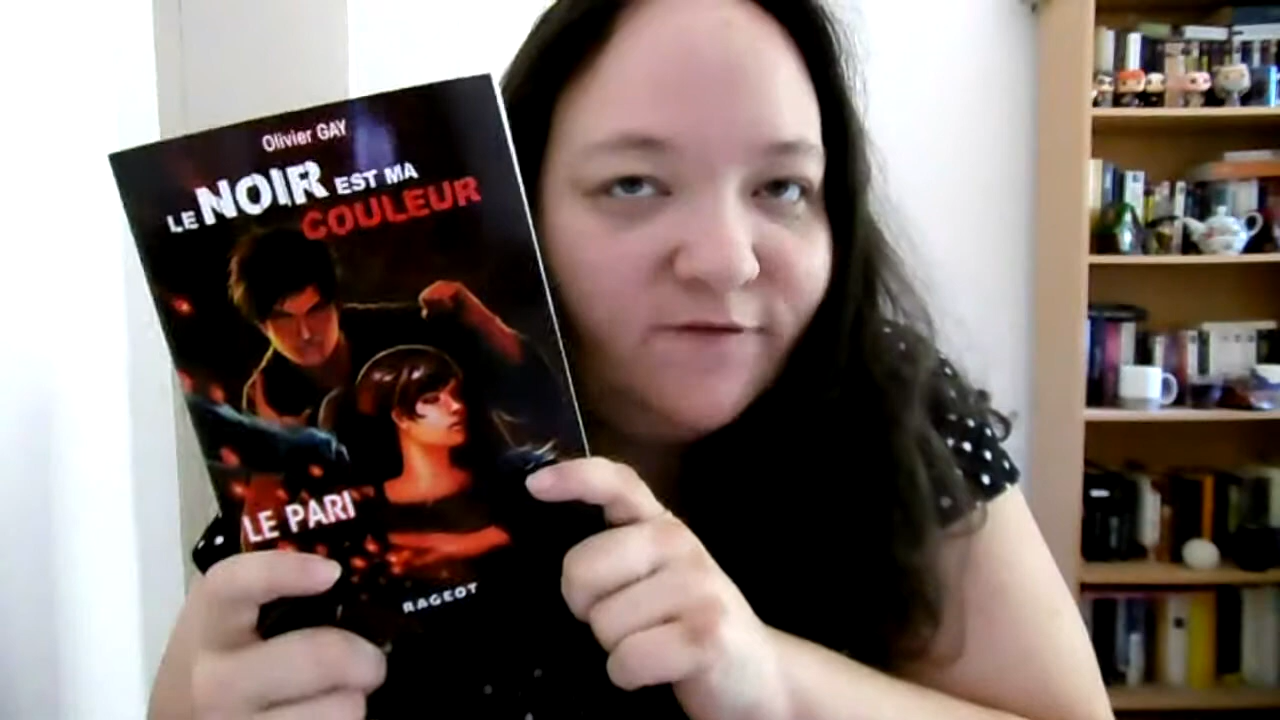 Olivier GAY
LE NOIR EST MA
COULEUR
LE PARI
RAGEOT